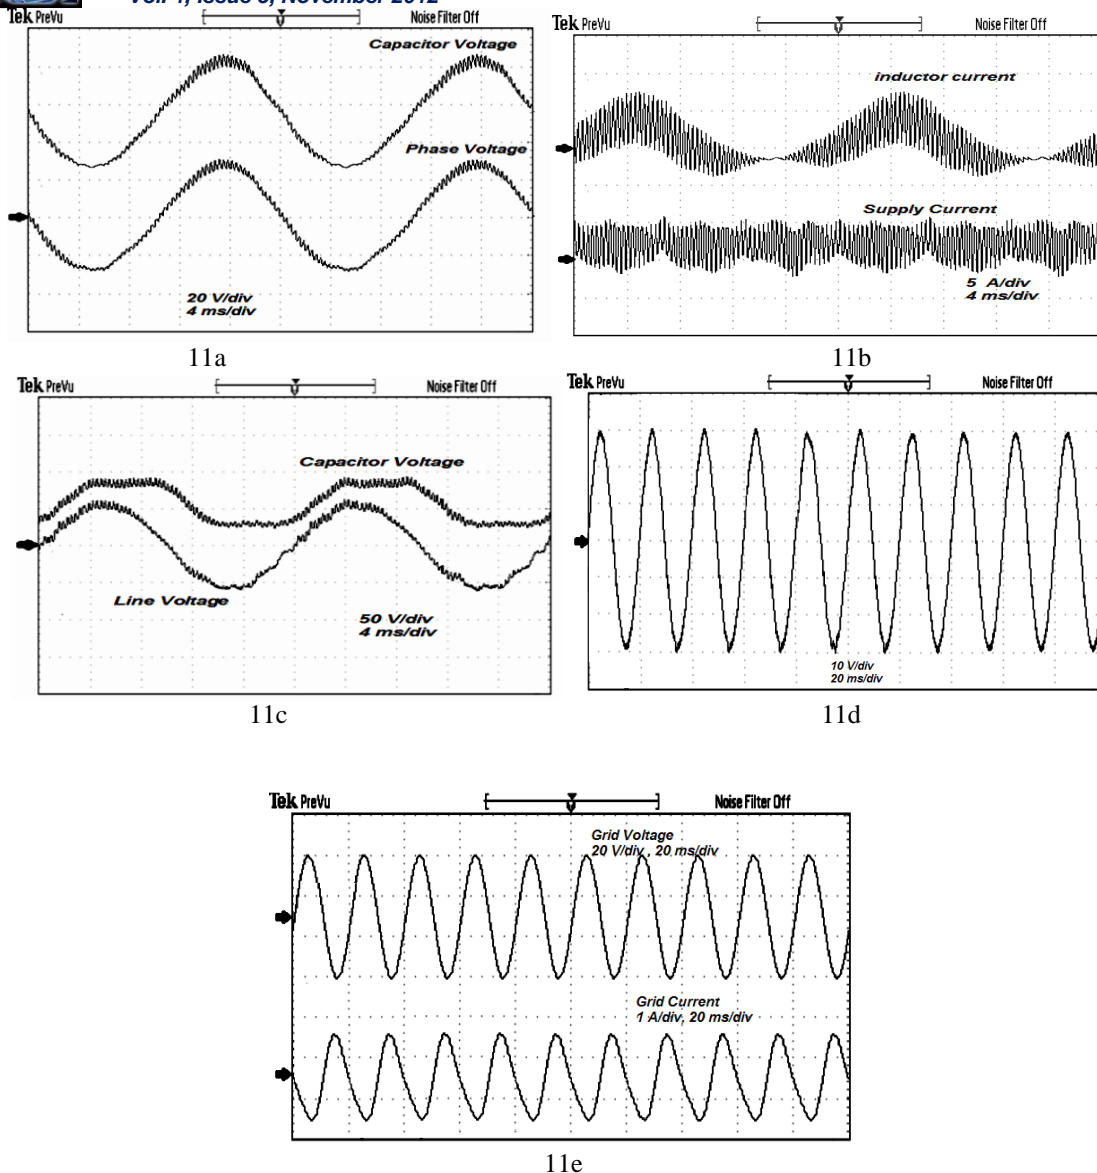 Vol. 1, Issue 3, November 2012
Tek PreVu Noise Filter Off
Capacitor Voltage
Phase Voltage
20 V/div
4 ms/div
11a
Tek PreVu Noise Filter Off
inductor current
Supply Current
5 A/div
4 ms/div
11b
Tek PreVu Noise Filter Off
Capacitor Voltage
Line Voltage
50 V/div
4 ms/div
11c
Tek PreVu Noise Filter Off
10 V/div
20 ms/div
11d
Tek PreVu Noise Filter Off
Grid Voltage
20 V/div , 20 ms/div
Grid Current
1 A/div, 20 ms/div
11e